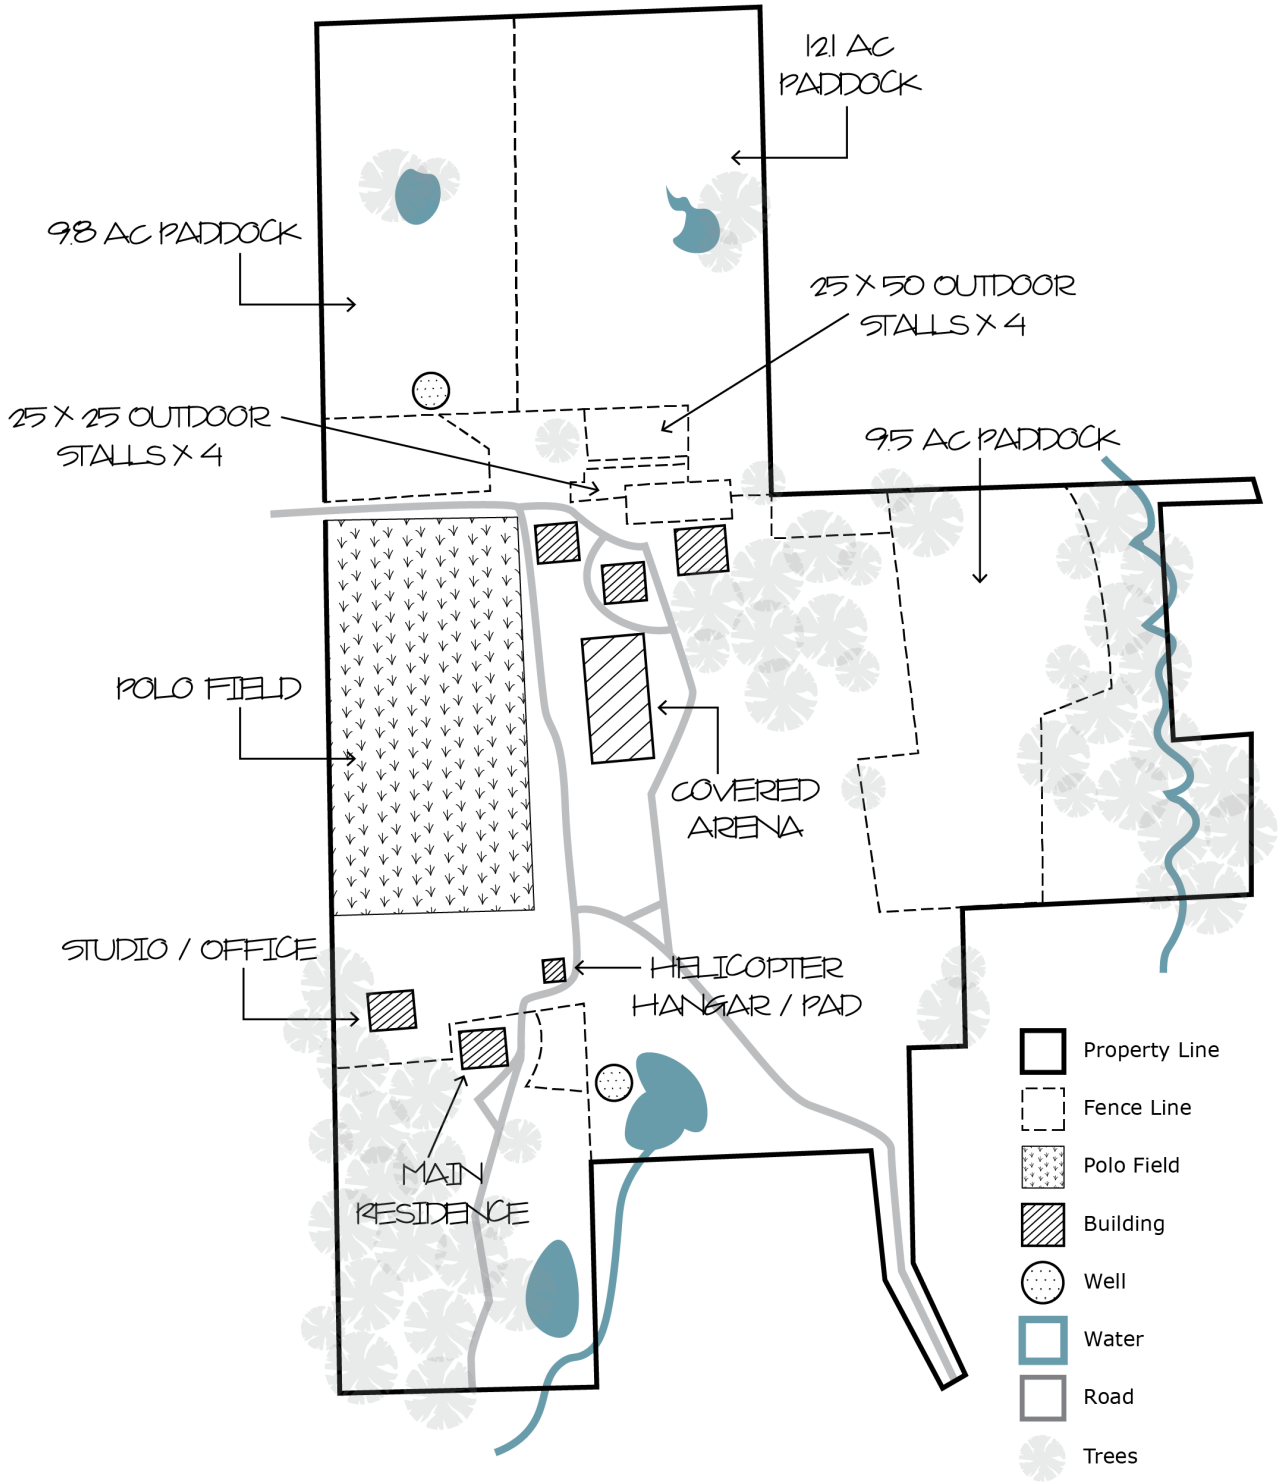 12.1 AC
PADDOCK
9.8 AC PADDOCK
25 X 50 OUTDOOR
STALLS X 4
25 X 25 OUTDOOR
STALLS X 4
9.5 AC PADDOCK
POLO FIELD
COVERED
ARENA
STUDIO / OFFICE
HELICOPTER
HANGAR / PAD
MAIN
RESIDENCE
Property Line
Fence Line
Polo Field
Building
Well
Water
Road
Trees